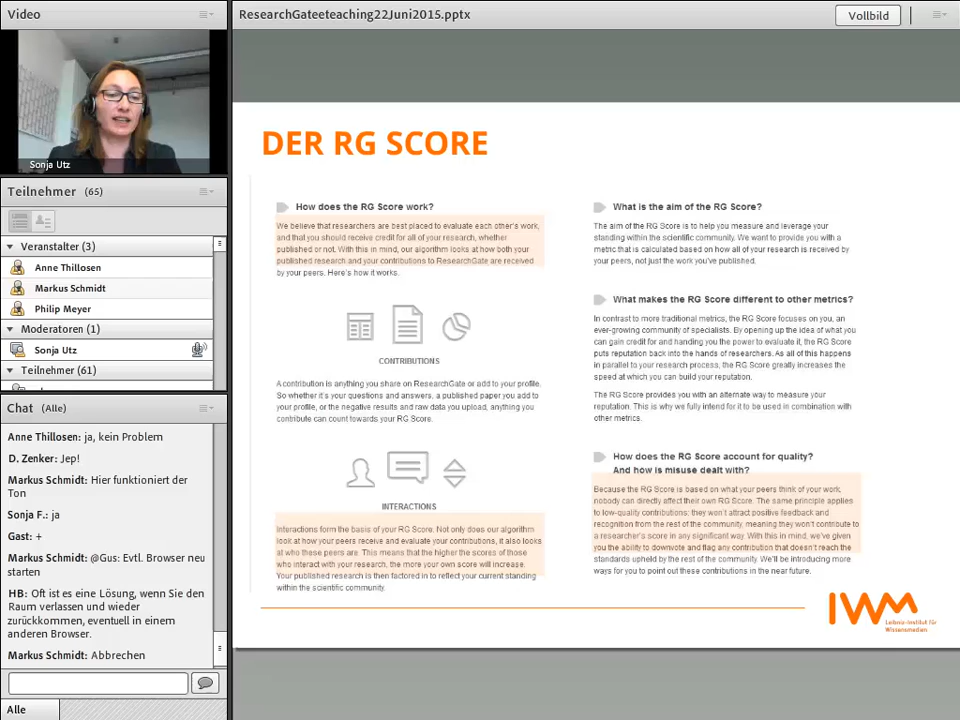 Video
Sonja Utz
Teilnehmer (65)
Veranstalter (3)
Anne Thillosen
Markus Schmidt
Philip Meyer
Moderatoren (1)
Sonja Utz
Teilnehmer (61)
Chat (Alle)
Anne Thillosen: ja, kein Problem
D. Zenker: Jep!
Markus Schmidt: Hier funktioniert der
Ton
Sonja F.: ja
Gast: +
Markus Schmidt: @Gus: Evtl. Browser neu
starten
HB: Oft ist es eine Lösung, wenn Sie den
Raum verlassen und wieder
zurückkommen, eventuell in einem
anderen Browser.
Markus Schmidt: Abbrechen
Alle
ResearchGateeteaching22Juni2015.pptx
Vollbild
DER RG SCORE
How does the RG Score work?
We believe that researchers are best placed to evaluate each other's work,
and that you should receive credit for all of your research, whether
published or not. With this in mind, our algorithm looks at how both your
published research and your contributions to ResearchGate are received
by your peers. Here's how it works.
CONTRIBUTIONS
A contribution is anything you share on ResearchGate or add to your profile.
So whether it's your questions and answers, a published paper you add to
your profile, or the negative results and raw data you upload; anything you
contribute can count towards your RG Score.
INTERACTIONS
Interactions form the basis of your RG Score. Not only does our algorithm
look at how your peers receive and evaluate your contributions, it also looks
at who these peers are. This means that the higher the scores of those
who interact with your research, the more your own score will increase.
Your published research is then factored in to reflect your current standing
within the scientific community.
What is the aim of the RG Score?
The aim of the RG Score is to help you measure and leverage your
standing within the scientific community. We want to provide you with a
metric that is calculated based on how all of your research is received by
your peers, not just the work you've published.
What makes the RG Score different to other metrics?
In contrast to more traditional metrics, the RG Score focuses on you, an
ever-growing community of specialists. By opening up the idea of what you
can gain credit for and handing you the power to evaluate it, the RG Score
puts reputation back into the hands of researchers. As all of this happens
in parallel to your research process, the RG Score greatly increases the
speed at which you can build your reputation.
The RG Score provides you with an alternate way to measure your
reputation. This is why we fully intend for it to be used in combination with
other metrics.
How does the RG Score account for quality?
And how is misuse dealt with?
Because the RG Score is based on what your peers think of your work,
nobody can directly affect their own RG Score. The same principle applies
to low-quality contributions: they won't attract positive feedback and
recognition from the rest of the community, meaning they won't contribute to
a researcher's score in any significant way. With this in mind, we've given
you the ability to downvote and flag any contribution that doesn't reach the
standards upheld by the rest of the community. We'll be introducing more
ways for you to point out these contributions in the near future.
IWM
Leibniz-Institut für
Wissensmedien